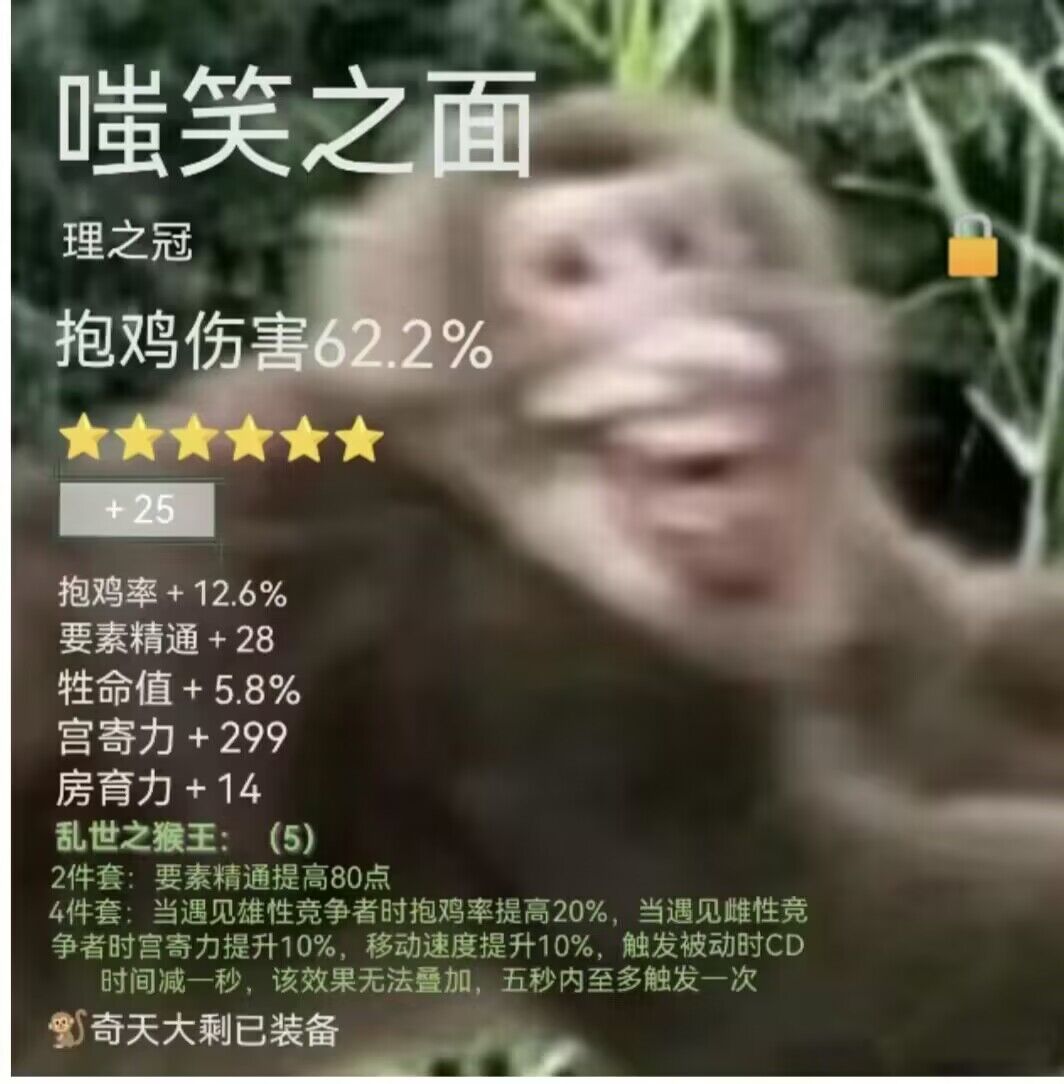 嗤笑之面
理之冠
抱鸡伤害62.2%
+25
抱鸡率+12.6%
要素精通+28
牲命值+5.8%
宫寄力+299
房育力+14
乱世之猴王：（5）
2件套：要素精通提高80点
4件套：当遇见雄性竞争者时抱鸡率提高20%，当遇见雌性竞
争者时宫寄力提升10%，移动速度提升10%，触发被动时CD
时间减一秒，该效果无法叠加，五秒内至多触发一次
奇天大剩已装备